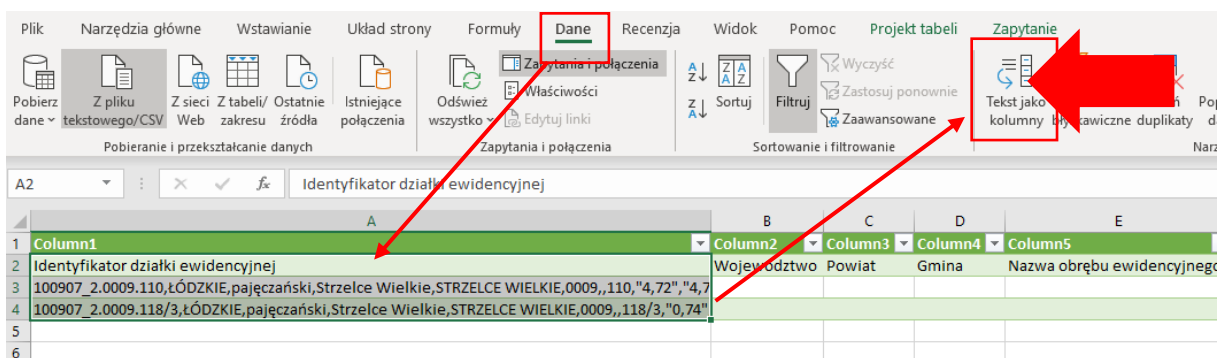 Plik Narzędzia główne Wstawianie Układ strony Formuły Dane Recenzja Widok Pomoc Projekt tabeli Zapytanie
Pobierz dane
Z pliku tekstowego/CSV
Z sieci Web
Z tabeli/ zakresu
Ostatnie źródła
Istniejące połączenia
Pobieranie i przekształcanie danych
Odśwież wszystko
Zapytania i połączenia
Właściwości
Edytuj linki
Zapytania i połączenia
Sortuj
Filtruj
Wyczyść
Zastosuj ponownie
Zaawansowane
Sortowanie i filtrowanie
Tekst jako kolumny
duplikaty
A2 fx Identyfikator działki ewidencyjnej
A B C D E
1 Column1 Column2 Column3 Column4 Column5
2 Identyfikator działki ewidencyjnej Województwo Powiat Gmina Nazwa obrębu ewidencyjnego
3 100907_2.0009.110,ŁÓDZKIE,pajęczański,Strzelce Wielkie,STRZELCE WIELKIE,0009,,110,"4,72","4,7
4 100907_2.0009.118/3,ŁÓDZKIE,pajęczański,Strzelce Wielkie,STRZELCE WIELKIE,0009,,118/3,"0,74"
5
6